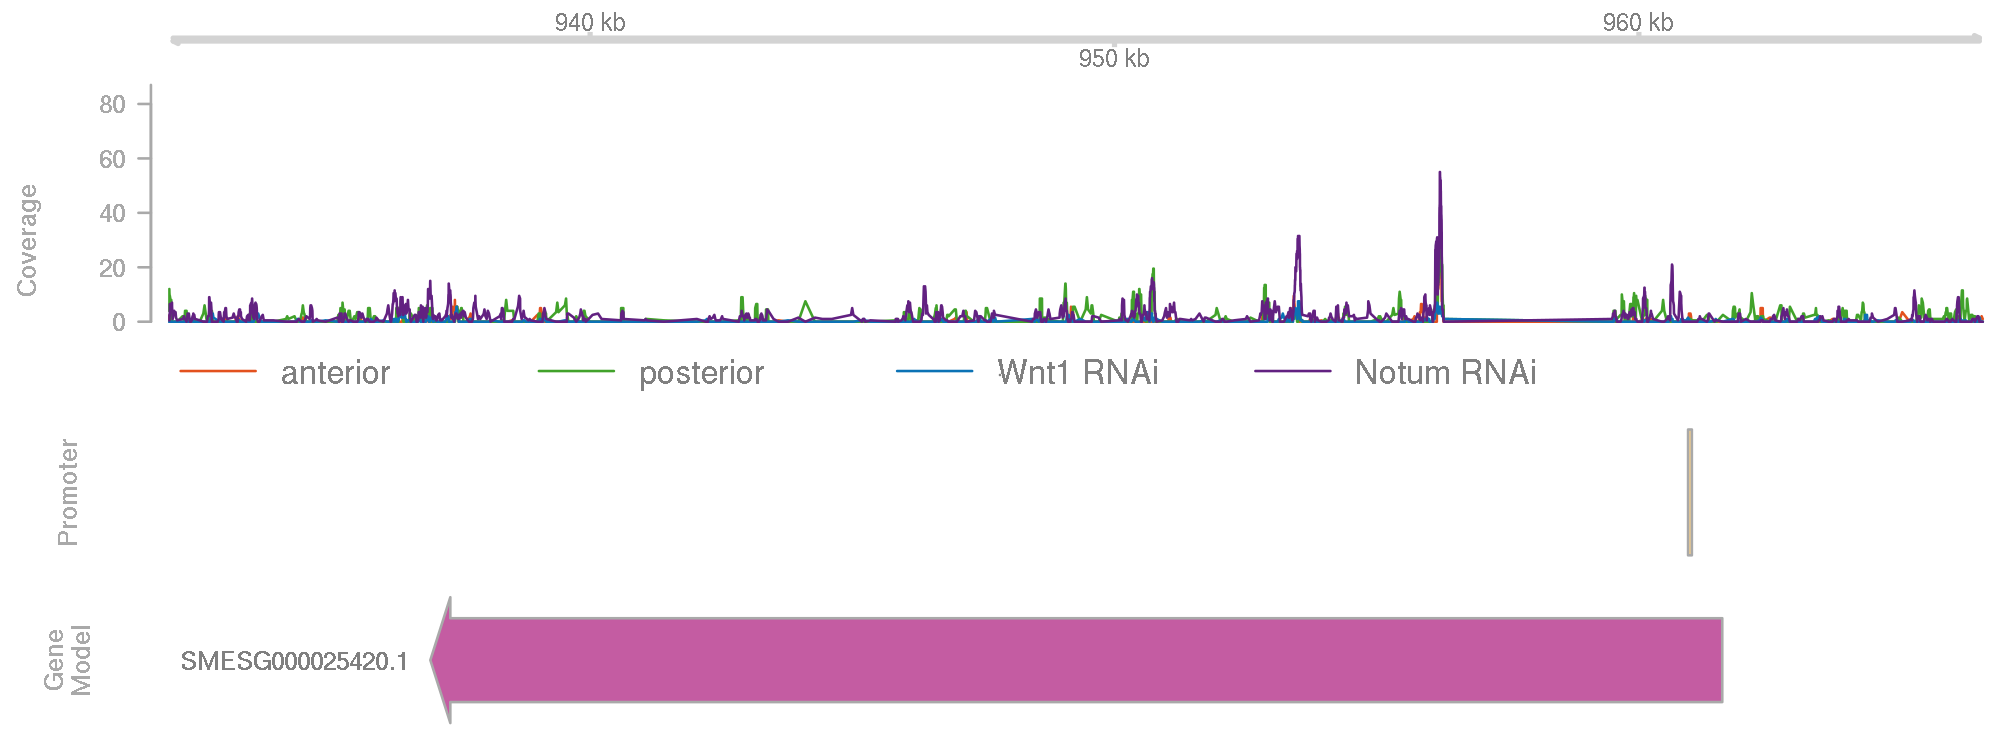 940 kb
960 kb
950 kb
Coverage
80
60
40
20
0
anterior
posterior
Wnt1 RNAi
Notum RNAi
Promoter
Gene
Model
SMESG000025420.1